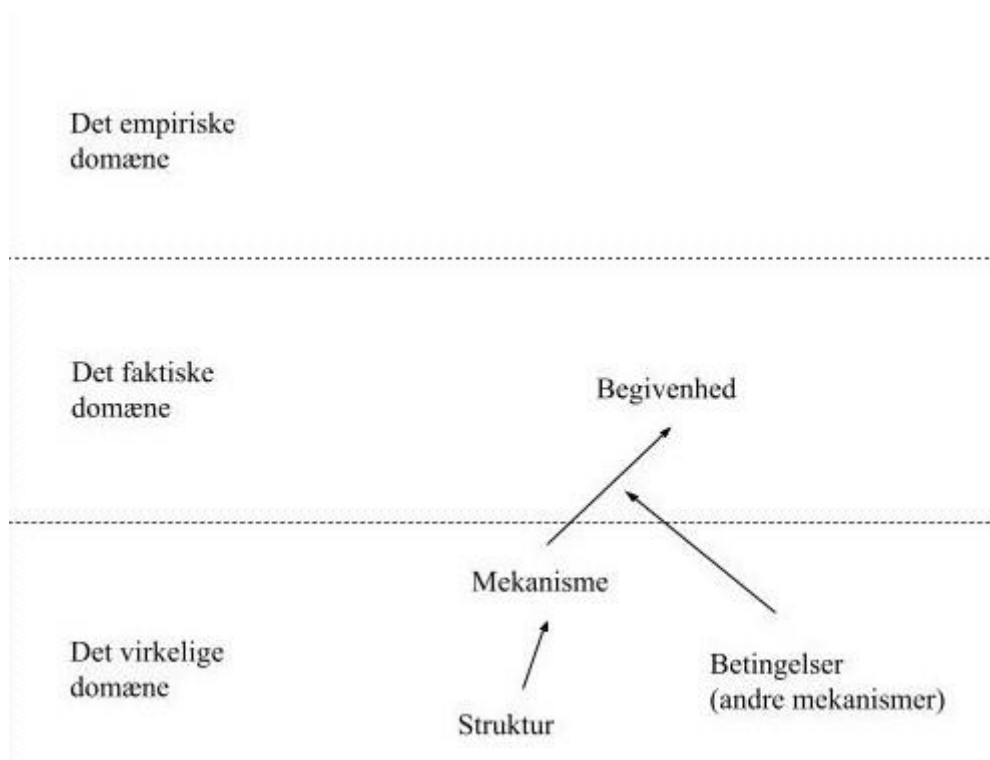 Det empiriske
domæne
Det faktiske
domæne
Begivenhed
Mekanisme
Det virkelige
domæne
Betingelser
(andre mekanismer)
Struktur